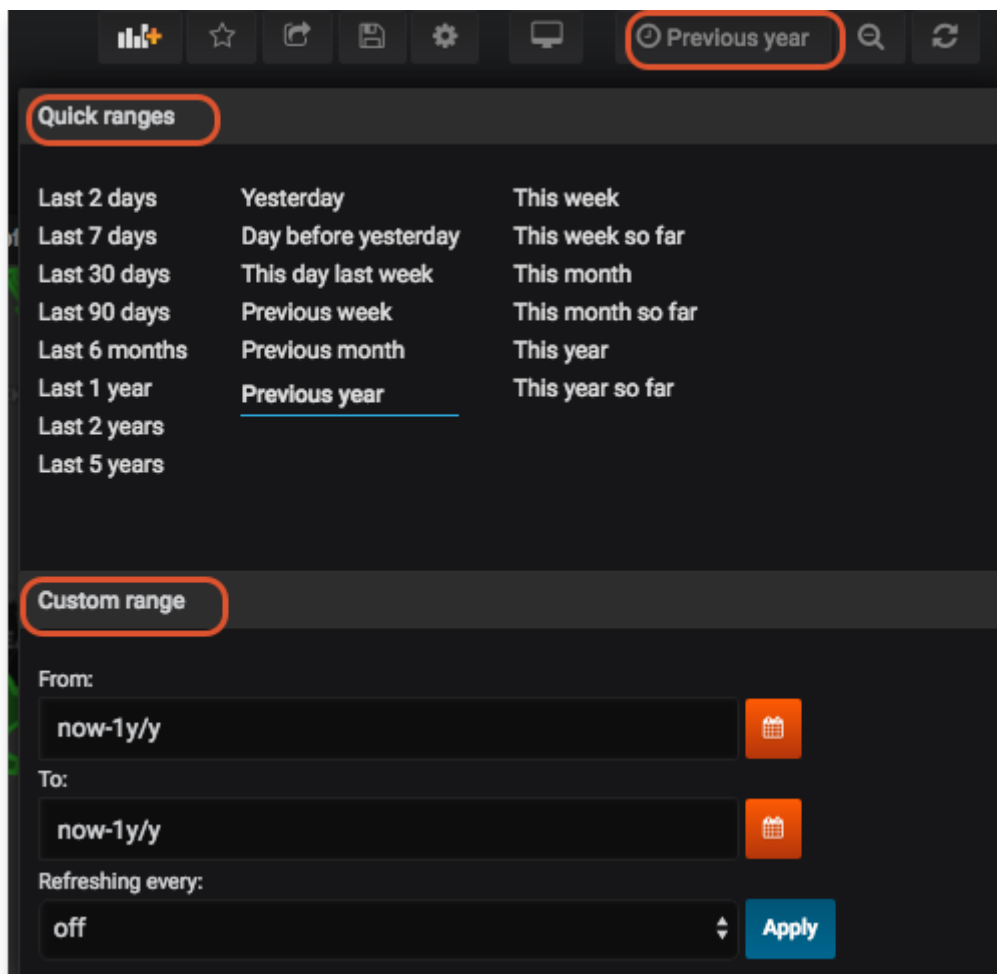 Previous year
Quick ranges
Last 2 days Yesterday This week
Last 7 days Day before yesterday This week so far
Last 30 days This day last week This month
Last 90 days Previous week This month so far
Last 6 months Previous month This year
Last 1 year Previous year This year so far
Last 2 years
Last 5 years
Custom range
From:
now-1y/y
To:
now-1y/y
Refreshing every:
off Apply